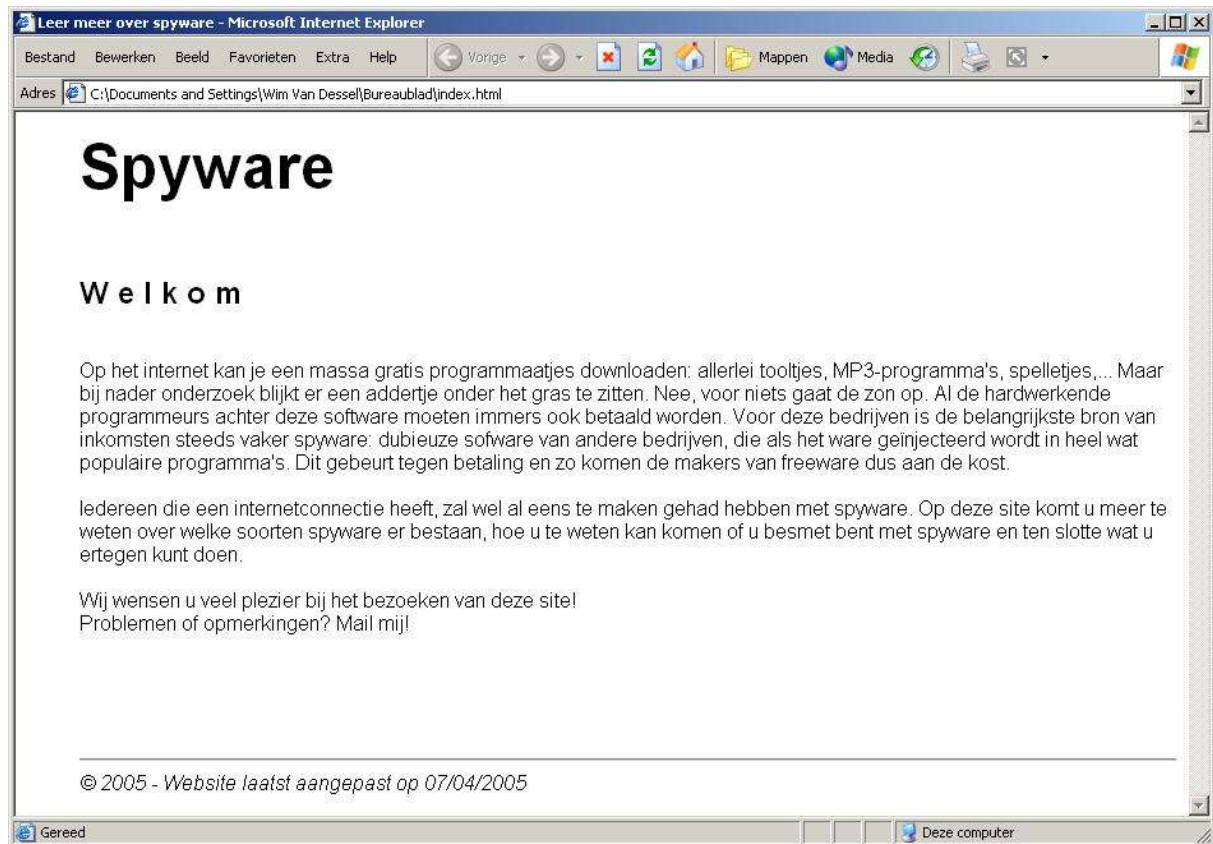 Leer meer over spyware - Microsoft Internet Explorer
Bestand Bewerken Beeld Favorieten Extra Help Vorige Mappen Media
Adres C:\Documents and Settings\Wim Van Dessel\Bureaublad\index.html
Spyware
W e l k o m
Op het internet kan je een massa gratis programmaatjes downloaden: allerlei tooltjes, MP3-programma's, spelletjes,... Maar
bij nader onderzoek blijkt er een addertje onder het gras te zitten. Nee, voor niets gaat de zon op. Al de hardwerkende
programmeurs achter deze software moeten immers ook betaald worden. Voor deze bedrijven is de belangrijkste bron van
inkomsten steeds vaker spyware: dubieuze sofware van andere bedrijven, die als het ware geïnjecteerd wordt in heel wat
populaire programma's. Dit gebeurt tegen betaling en zo komen de makers van freeware dus aan de kost.
Iedereen die een internetconnectie heeft, zal wel al eens te maken gehad hebben met spyware. Op deze site komt u meer te
weten over welke soorten spyware er bestaan, hoe u te weten kan komen of u besmet bent met spyware en ten slotte wat u
ertegen kunt doen.
Wij wensen u veel plezier bij het bezoeken van deze site!
Problemen of opmerkingen? Mail mij!
© 2005 - Website laatst aangepast op 07/04/2005
Gereed Deze computer